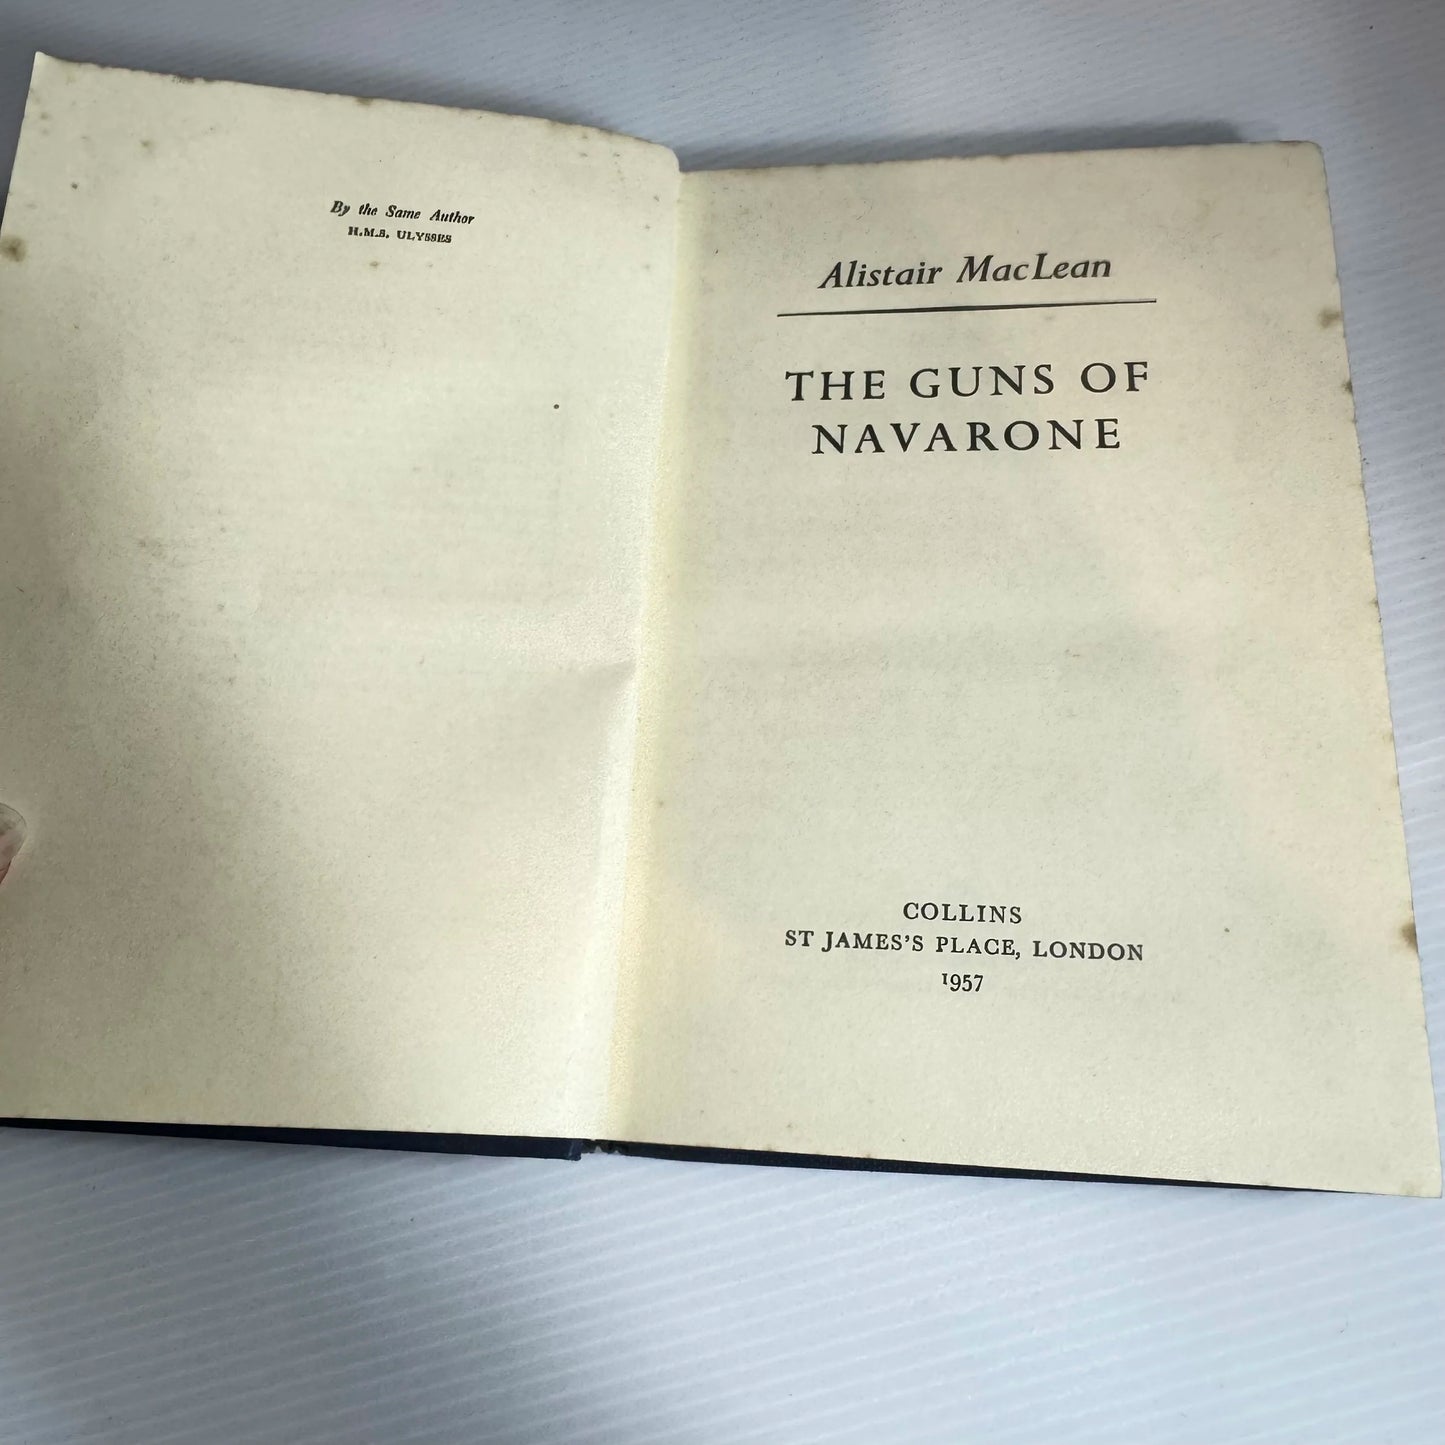 By the Same Author
H.M.S. ULYSSES
Alistair MacLean
THE GUNS OF
NAVARONE
COLLINS
ST JAMES'S PLACE, LONDON
1957